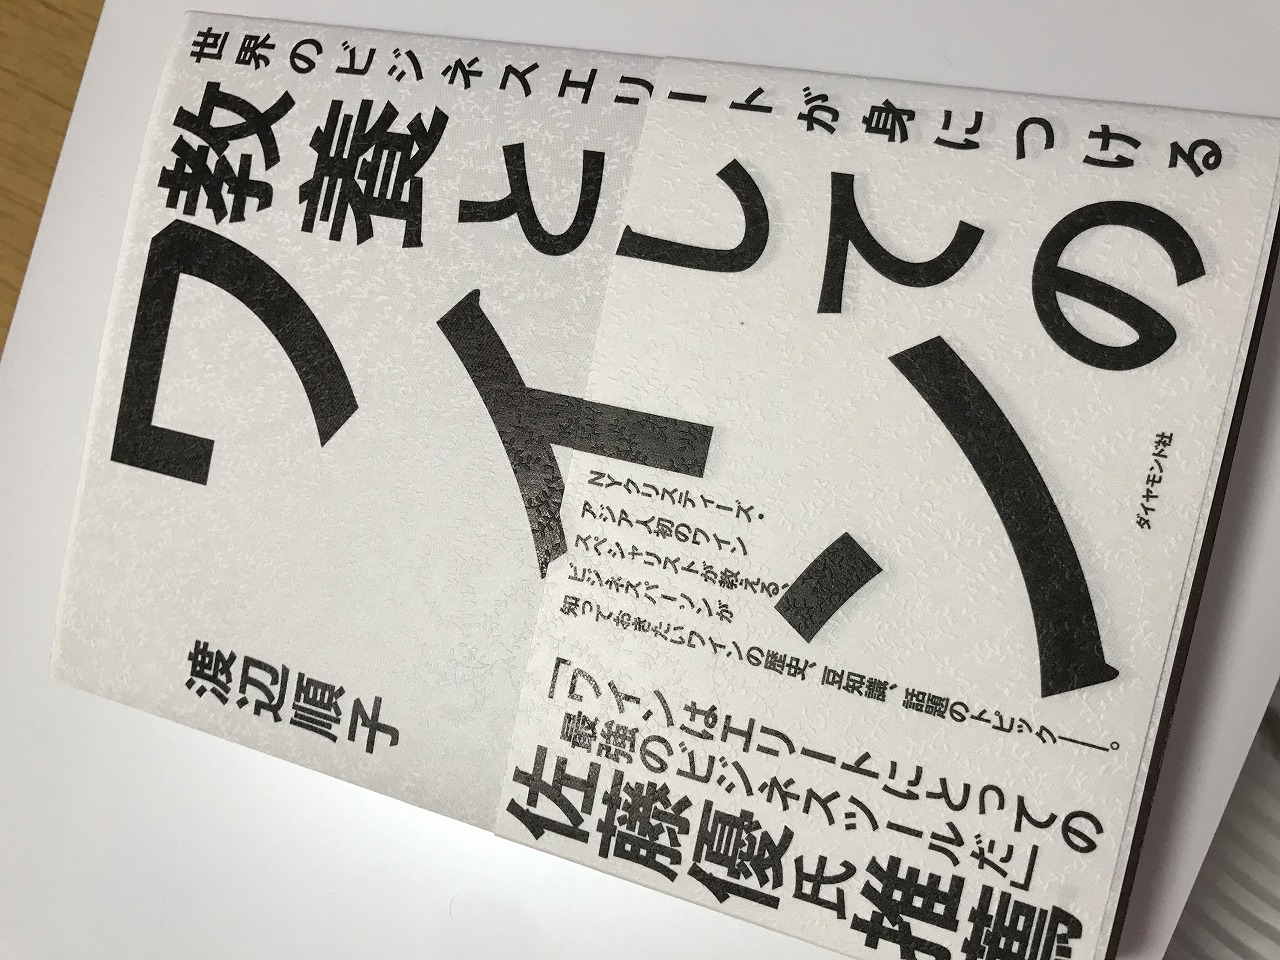 世界のビジネスエリートが身につける
教養としての
ワイン
渡辺順子
NYクリスティーズ・
アジア人初のワイン
スペシャリストが教える、
ビジネスパーソンが
知っておきたいワインの歴史、豆知識、話題のトピック――。
「ワインはエリートにとっての
最強のビジネスツールだ」
佐藤優氏推薦
ダイヤモンド社